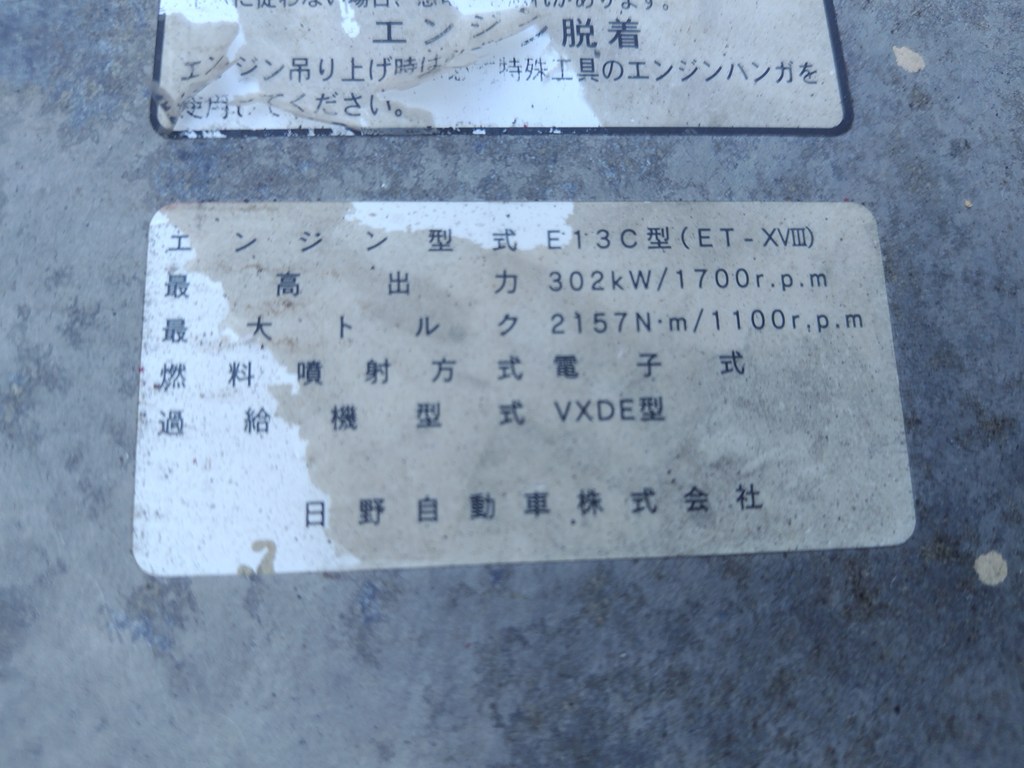 エンジン脱着
エンジン吊り上げ時は 特殊工具のエンジンハンガを
使用してください。
エンジン型式 E13C型(ET-XVIII)
最高出力 302kW/1700r.p.m
最大トルク 2157N·m/1100r.p.m
燃料噴射方式 電子式
過給機型式 VXDE型
日野自動車株式会社